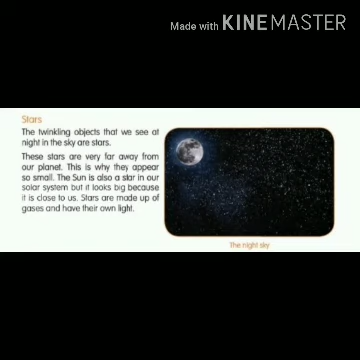 Made with KINEMASTER
Stars
The twinkling objects that we see at
night in the sky are stars.
These stars are very far away from
our planet. This is why they appear
so small. The Sun is also a star in our
solar system but it looks big because
it is close to us. Stars are made up of
gases and have their own light.
The night sky